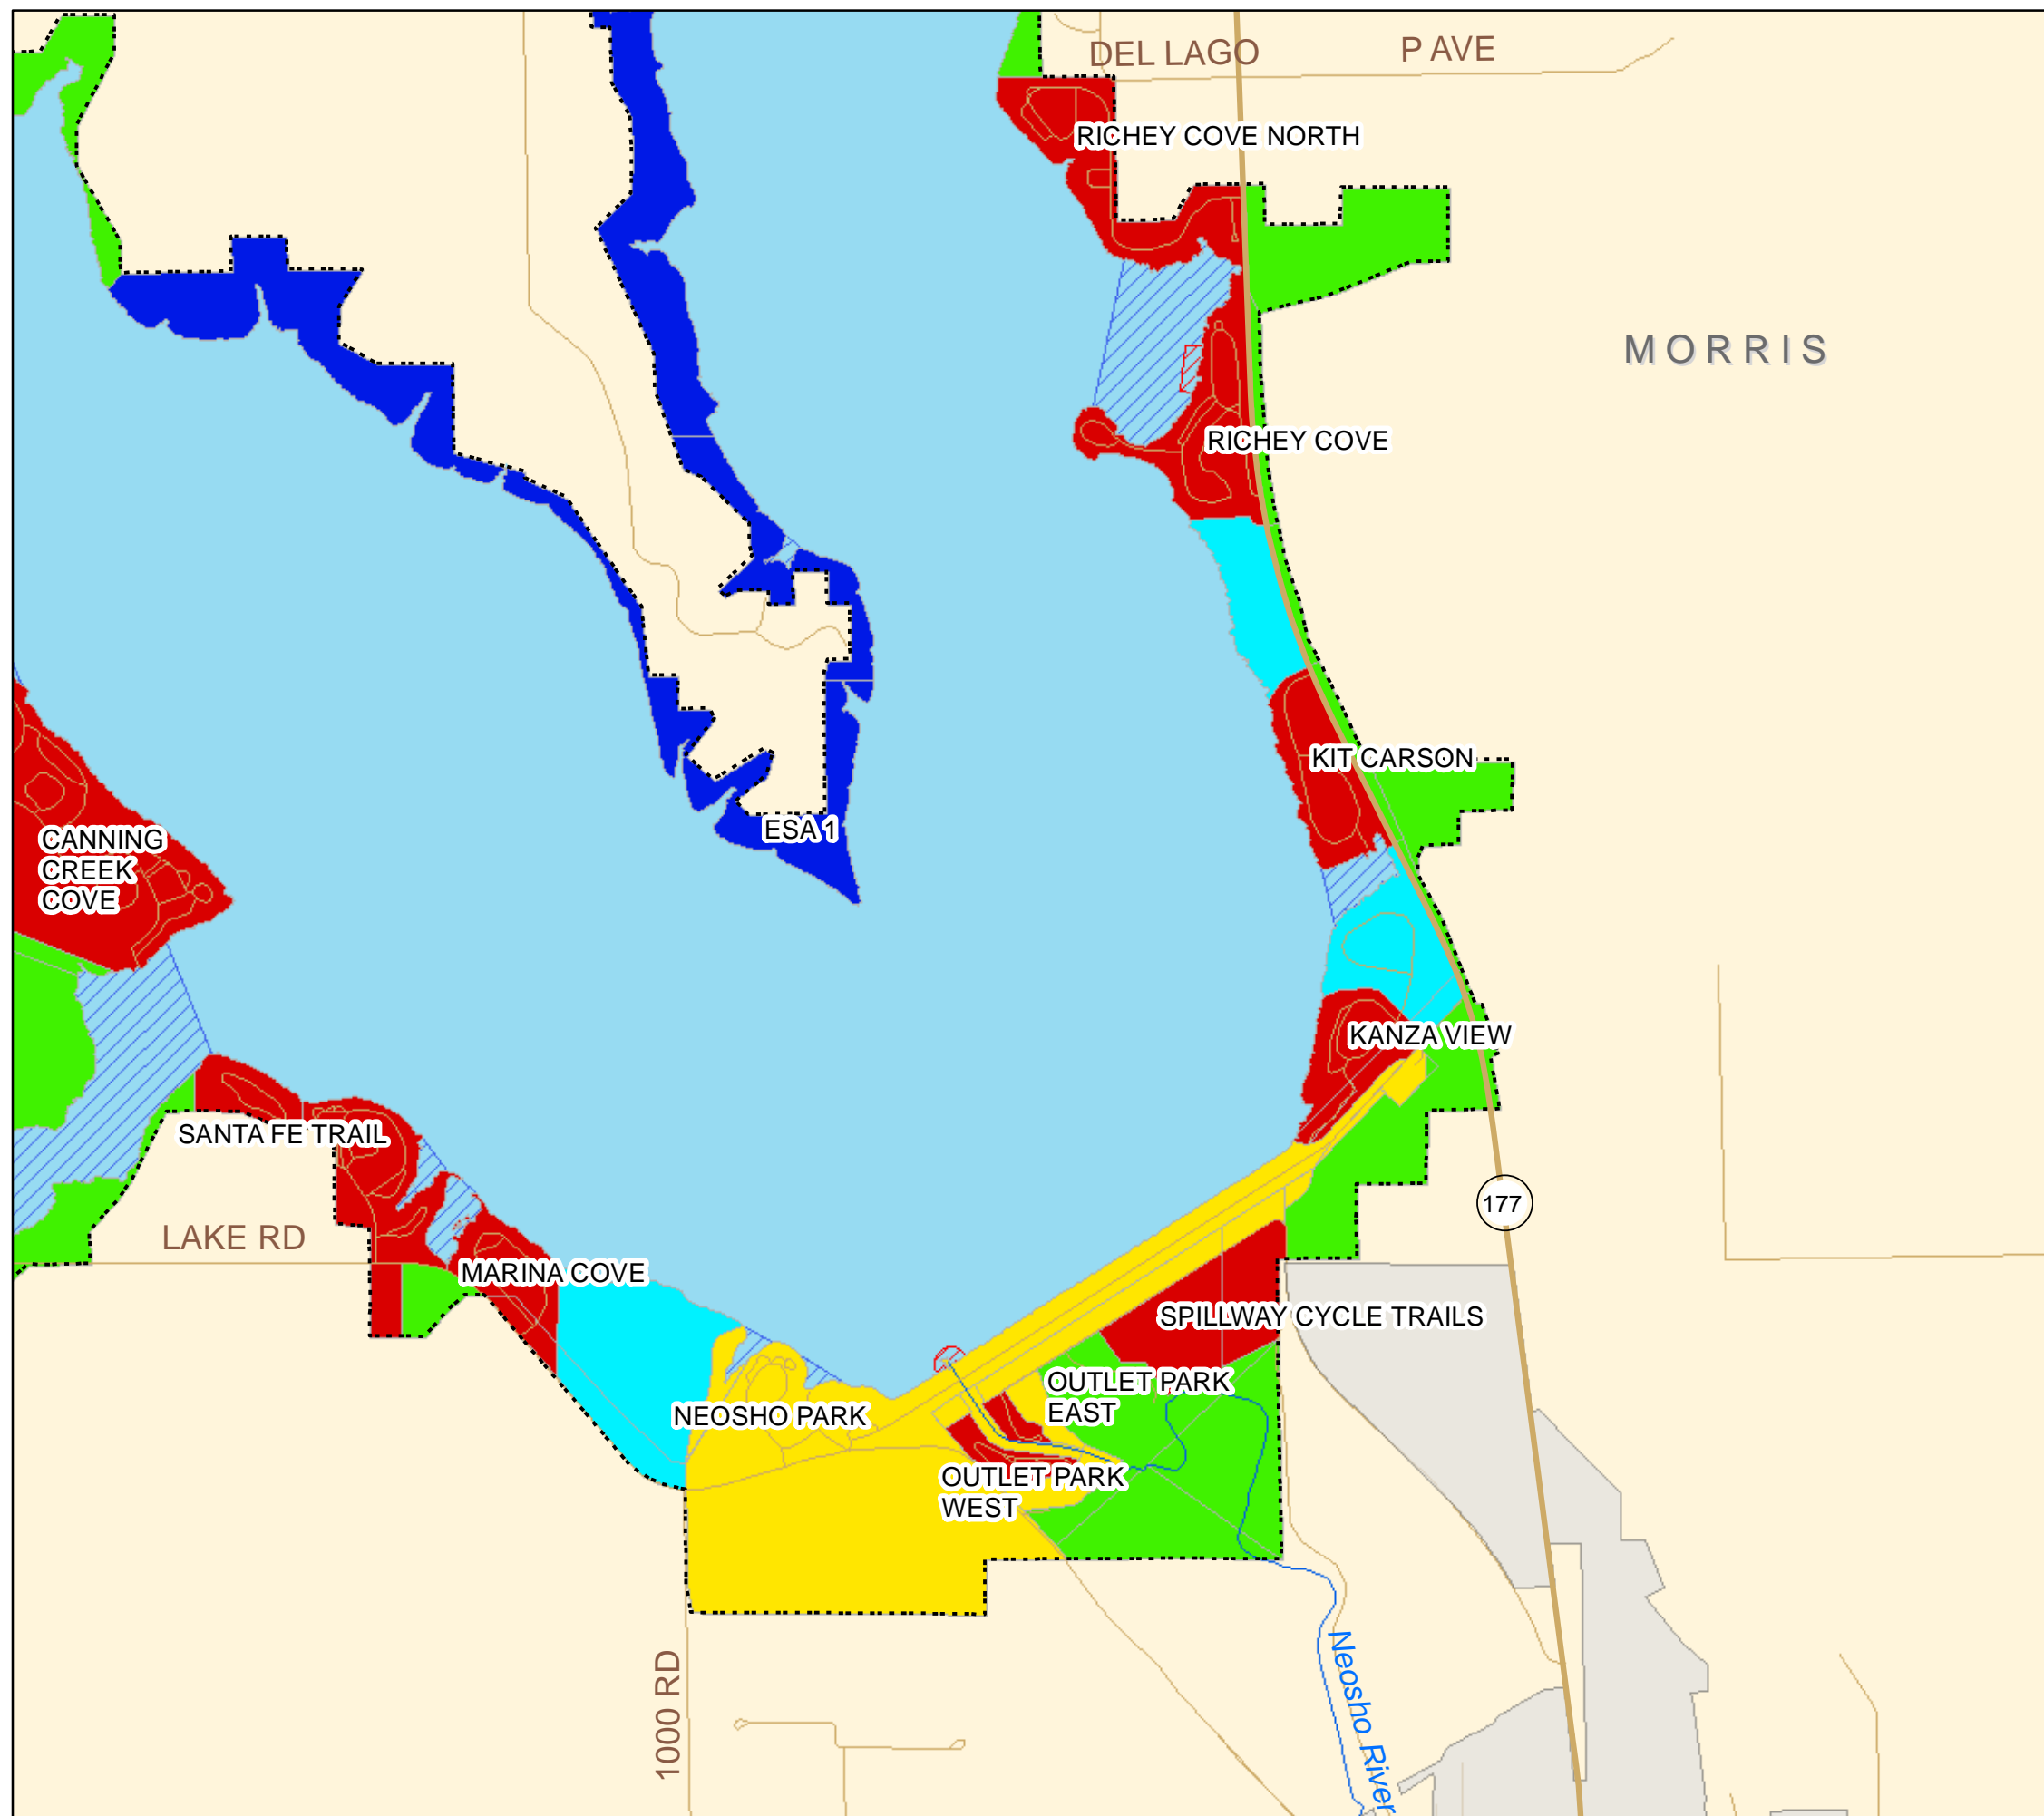 DEL LAGO
P AVE
RICHEY COVE NORTH
MORRIS
RICHEY COVE
KIT CARSON
ESA 1
CANNING
CREEK
COVE
KANZA VIEW
SANTA FE TRAIL
177
LAKE RD
MARINA COVE
SPILLWAY CYCLE TRAILS
OUTLET PARK
EAST
NEOSHO PARK
OUTLET PARK
WEST
1000 RD
Neosho River